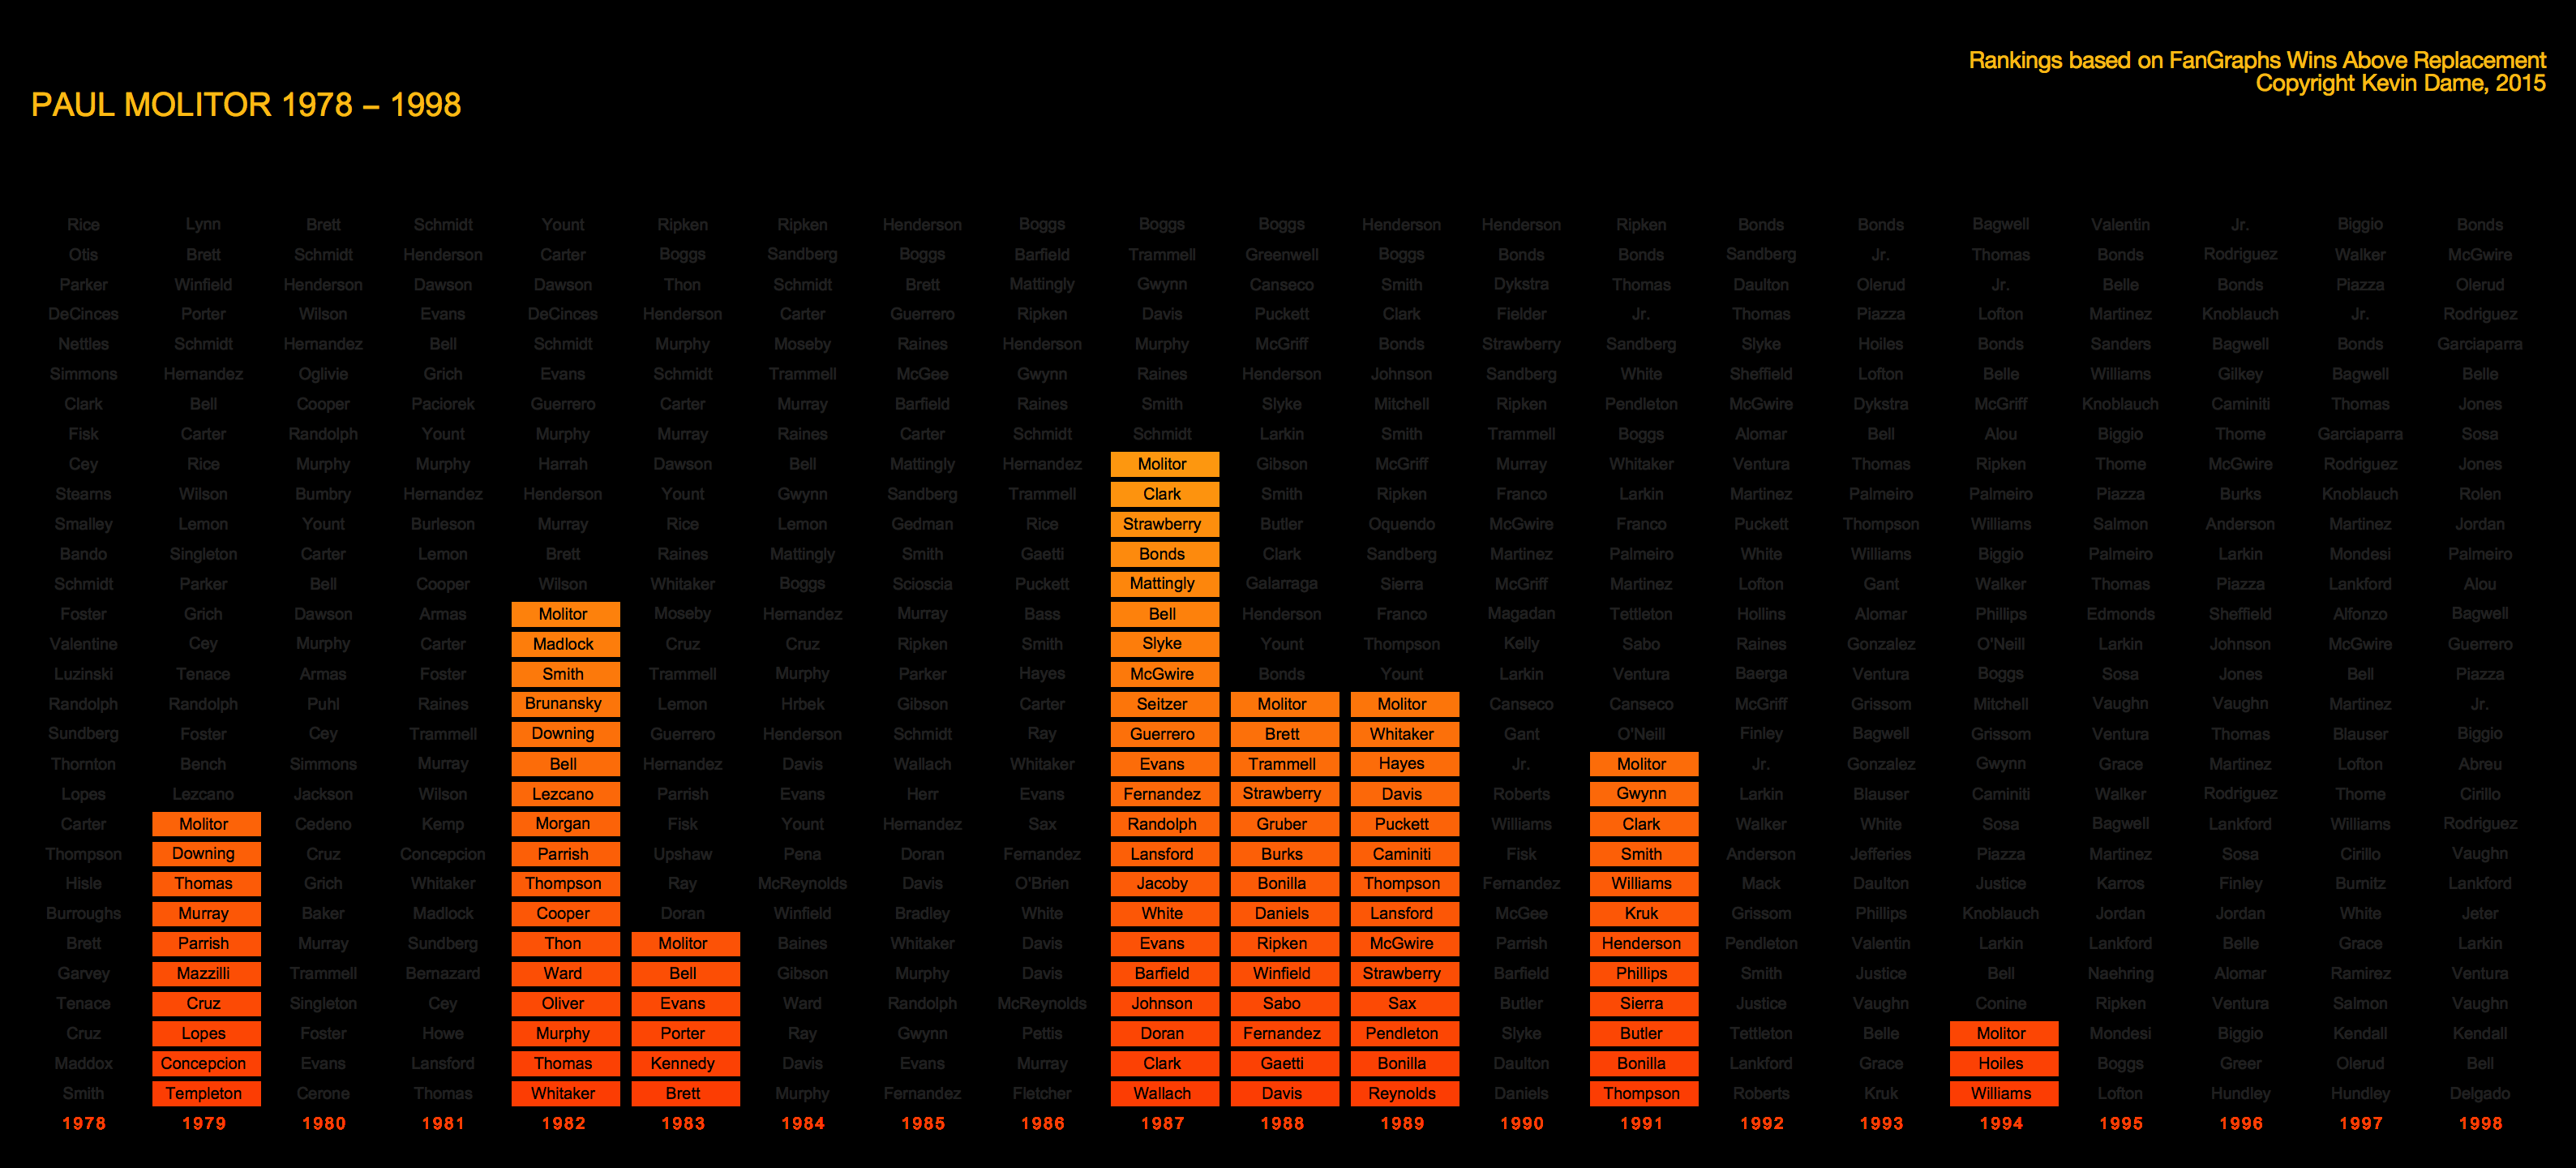 Rankings based on FanGraphs Wins Above Replacement
Copyright Kevin Dame, 2015
PAUL MOLITOR 1978 – 1998
Rice Lynn Brett Schmidt Yount Ripken Ripken Henderson Boggs Boggs Boggs Henderson Henderson Ripken Bonds Bonds Bagwell Valentin Jr. Biggio Bonds
Otis Brett Schmidt Henderson Carter Boggs Sandberg Boggs Barfield Trammell Greenwell Boggs Bonds Bonds Sandberg Jr. Thomas Bonds Rodriguez Walker McGwire
Parker Winfield Henderson Dawson Dawson Thon Schmidt Brett Mattingly Gwynn Canseco Smith Dykstra Thomas Daulton Olerud Jr. Belle Bonds Piazza Olerud
DeCinces Porter Wilson Evans DeCinces Henderson Carter Guerrero Ripken Davis Puckett Clark Fielder Jr. Thomas Piazza Lofton Martinez Knoblauch Jr. Rodriguez
Nettles Schmidt Hernandez Bell Schmidt Murphy Moseby Raines Henderson Murphy McGriff Bonds Strawberry Sandberg Slyke Hoiles Bonds Sanders Bagwell Bonds Garciaparra
Simmons Hernandez Oglivie Grich Evans Schmidt Trammell McGee Gwynn Raines Henderson Johnson Sandberg White Sheffield Lofton Belle Williams Gilkey Bagwell Belle
Clark Bell Cooper Paciorek Guerrero Carter Murray Barfield Raines Smith Slyke Mitchell Ripken Pendleton McGwire Dykstra McGriff Knoblauch Caminiti Thomas Jones
Fisk Carter Randolph Yount Murphy Murray Raines Carter Schmidt Schmidt Larkin Smith Trammell Boggs Alomar Bell Alou Biggio Thome Garciaparra Sosa
Cey Rice Murphy Murphy Harrah Dawson Bell Mattingly Hernandez Molitor Gibson McGriff Murray Whitaker Ventura Thomas Ripken Thome McGwire Rodriguez Jones
Stearns Wilson Bumbry Hernandez Henderson Yount Gwynn Sandberg Trammell Clark Smith Ripken Franco Larkin Martinez Palmeiro Palmeiro Piazza Burks Knoblauch Rolen
Smalley Lemon Yount Burleson Murray Rice Lemon Gedman Rice Strawberry Butler Oquendo McGwire Franco Puckett Thompson Williams Salmon Anderson Martinez Jordan
Bando Singleton Carter Lemon Brett Raines Mattingly Smith Gaetti Bonds Clark Sandberg Martinez Palmeiro White Williams Biggio Palmeiro Larkin Mondesi Palmeiro
Schmidt Parker Bell Cooper Wilson Whitaker Boggs Scioscia Puckett Mattingly Galarraga Sierra McGriff Martinez Lofton Gant Walker Thomas Piazza Lankford Alou
Foster Grich Dawson Armas Molitor Moseby Hernandez Murray Bass Bell Henderson Franco Magadan Tettleton Hollins Alomar Phillips Edmonds Sheffield Alfonzo Bagwell
Valentine Cey Murphy Carter Madlock Cruz Cruz Ripken Smith Slyke Yount Thompson Kelly Sabo Raines Gonzalez O'Neill Larkin Johnson McGwire Guerrero
Luzinski Tenace Armas Foster Smith Trammell Murphy Parker Hayes McGwire Bonds Yount Larkin Ventura Baerga Ventura Boggs Sosa Jones Bell Piazza
Randolph Randolph Puhl Raines Brunansky Lemon Hrbek Gibson Carter Seitzer Molitor Molitor Canseco Canseco McGriff Grissom Mitchell Vaughn Vaughn Martinez Jr.
Sundberg Foster Cey Trammell Downing Guerrero Henderson Schmidt Ray Guerrero Brett Whitaker Gant O'Neill Finley Bagwell Grissom Ventura Thomas Blauser Biggio
Thornton Bench Simmons Murray Bell Hernandez Davis Wallach Whitaker Evans Trammell Hayes Jr. Molitor Jr. Gonzalez Gwynn Grace Martinez Lofton Abreu
Lopes Lezcano Jackson Wilson Lezcano Parrish Evans Herr Evans Fernandez Strawberry Davis Roberts Gwynn Larkin Blauser Caminiti Walker Rodriguez Thome Cirillo
Carter Molitor Cedeno Kemp Morgan Fisk Yount Hernandez Sax Randolph Gruber Puckett Williams Clark Walker White Sosa Bagwell Lankford Williams Rodriguez
Thompson Downing Cruz Concepcion Parrish Upshaw Pena Doran Fernandez Lansford Burks Caminiti Fisk Smith Anderson Jefferies Piazza Martinez Sosa Cirillo Vaughn
Hisle Thomas Grich Whitaker Thompson Ray McReynolds Davis O'Brien Jacoby Bonilla Thompson Fernandez Williams Mack Daulton Justice Karros Finley Burnitz Lankford
Burroughs Murray Baker Madlock Cooper Doran Winfield Bradley White White Daniels Lansford McGee Kruk Grissom Phillips Knoblauch Jordan Jordan White Jeter
Brett Parrish Murray Sundberg Thon Molitor Baines Whitaker Davis Evans Ripken McGwire Parrish Henderson Pendleton Valentin Larkin Lankford Belle Grace Larkin
Garvey Mazzilli Trammell Bernazard Ward Bell Gibson Murphy Davis Barfield Winfield Strawberry Barfield Phillips Smith Justice Bell Naehring Alomar Ramirez Ventura
Tenace Cruz Singleton Cey Oliver Evans Ward Randolph McReynolds Johnson Sabo Sax Butler Sierra Justice Vaughn Conine Ripken Ventura Salmon Vaughn
Cruz Lopes Foster Howe Murphy Porter Ray Gwynn Pettis Doran Fernandez Pendleton Slyke Butler Tettleton Belle Molitor Mondesi Biggio Kendall Kendall
Maddox Concepcion Evans Lansford Thomas Kennedy Davis Evans Murray Clark Gaetti Bonilla Daulton Bonilla Lankford Grace Hoiles Boggs Greer Olerud Bell
Smith Templeton Cerone Thomas Whitaker Brett Murphy Fernandez Fletcher Wallach Davis Reynolds Daniels Thompson Roberts Kruk Williams Lofton Hundley Hundley Delgado
1978 1979 1980 1981 1982 1983 1984 1985 1986 1987 1988 1989 1990 1991 1992 1993 1994 1995 1996 1997 1998